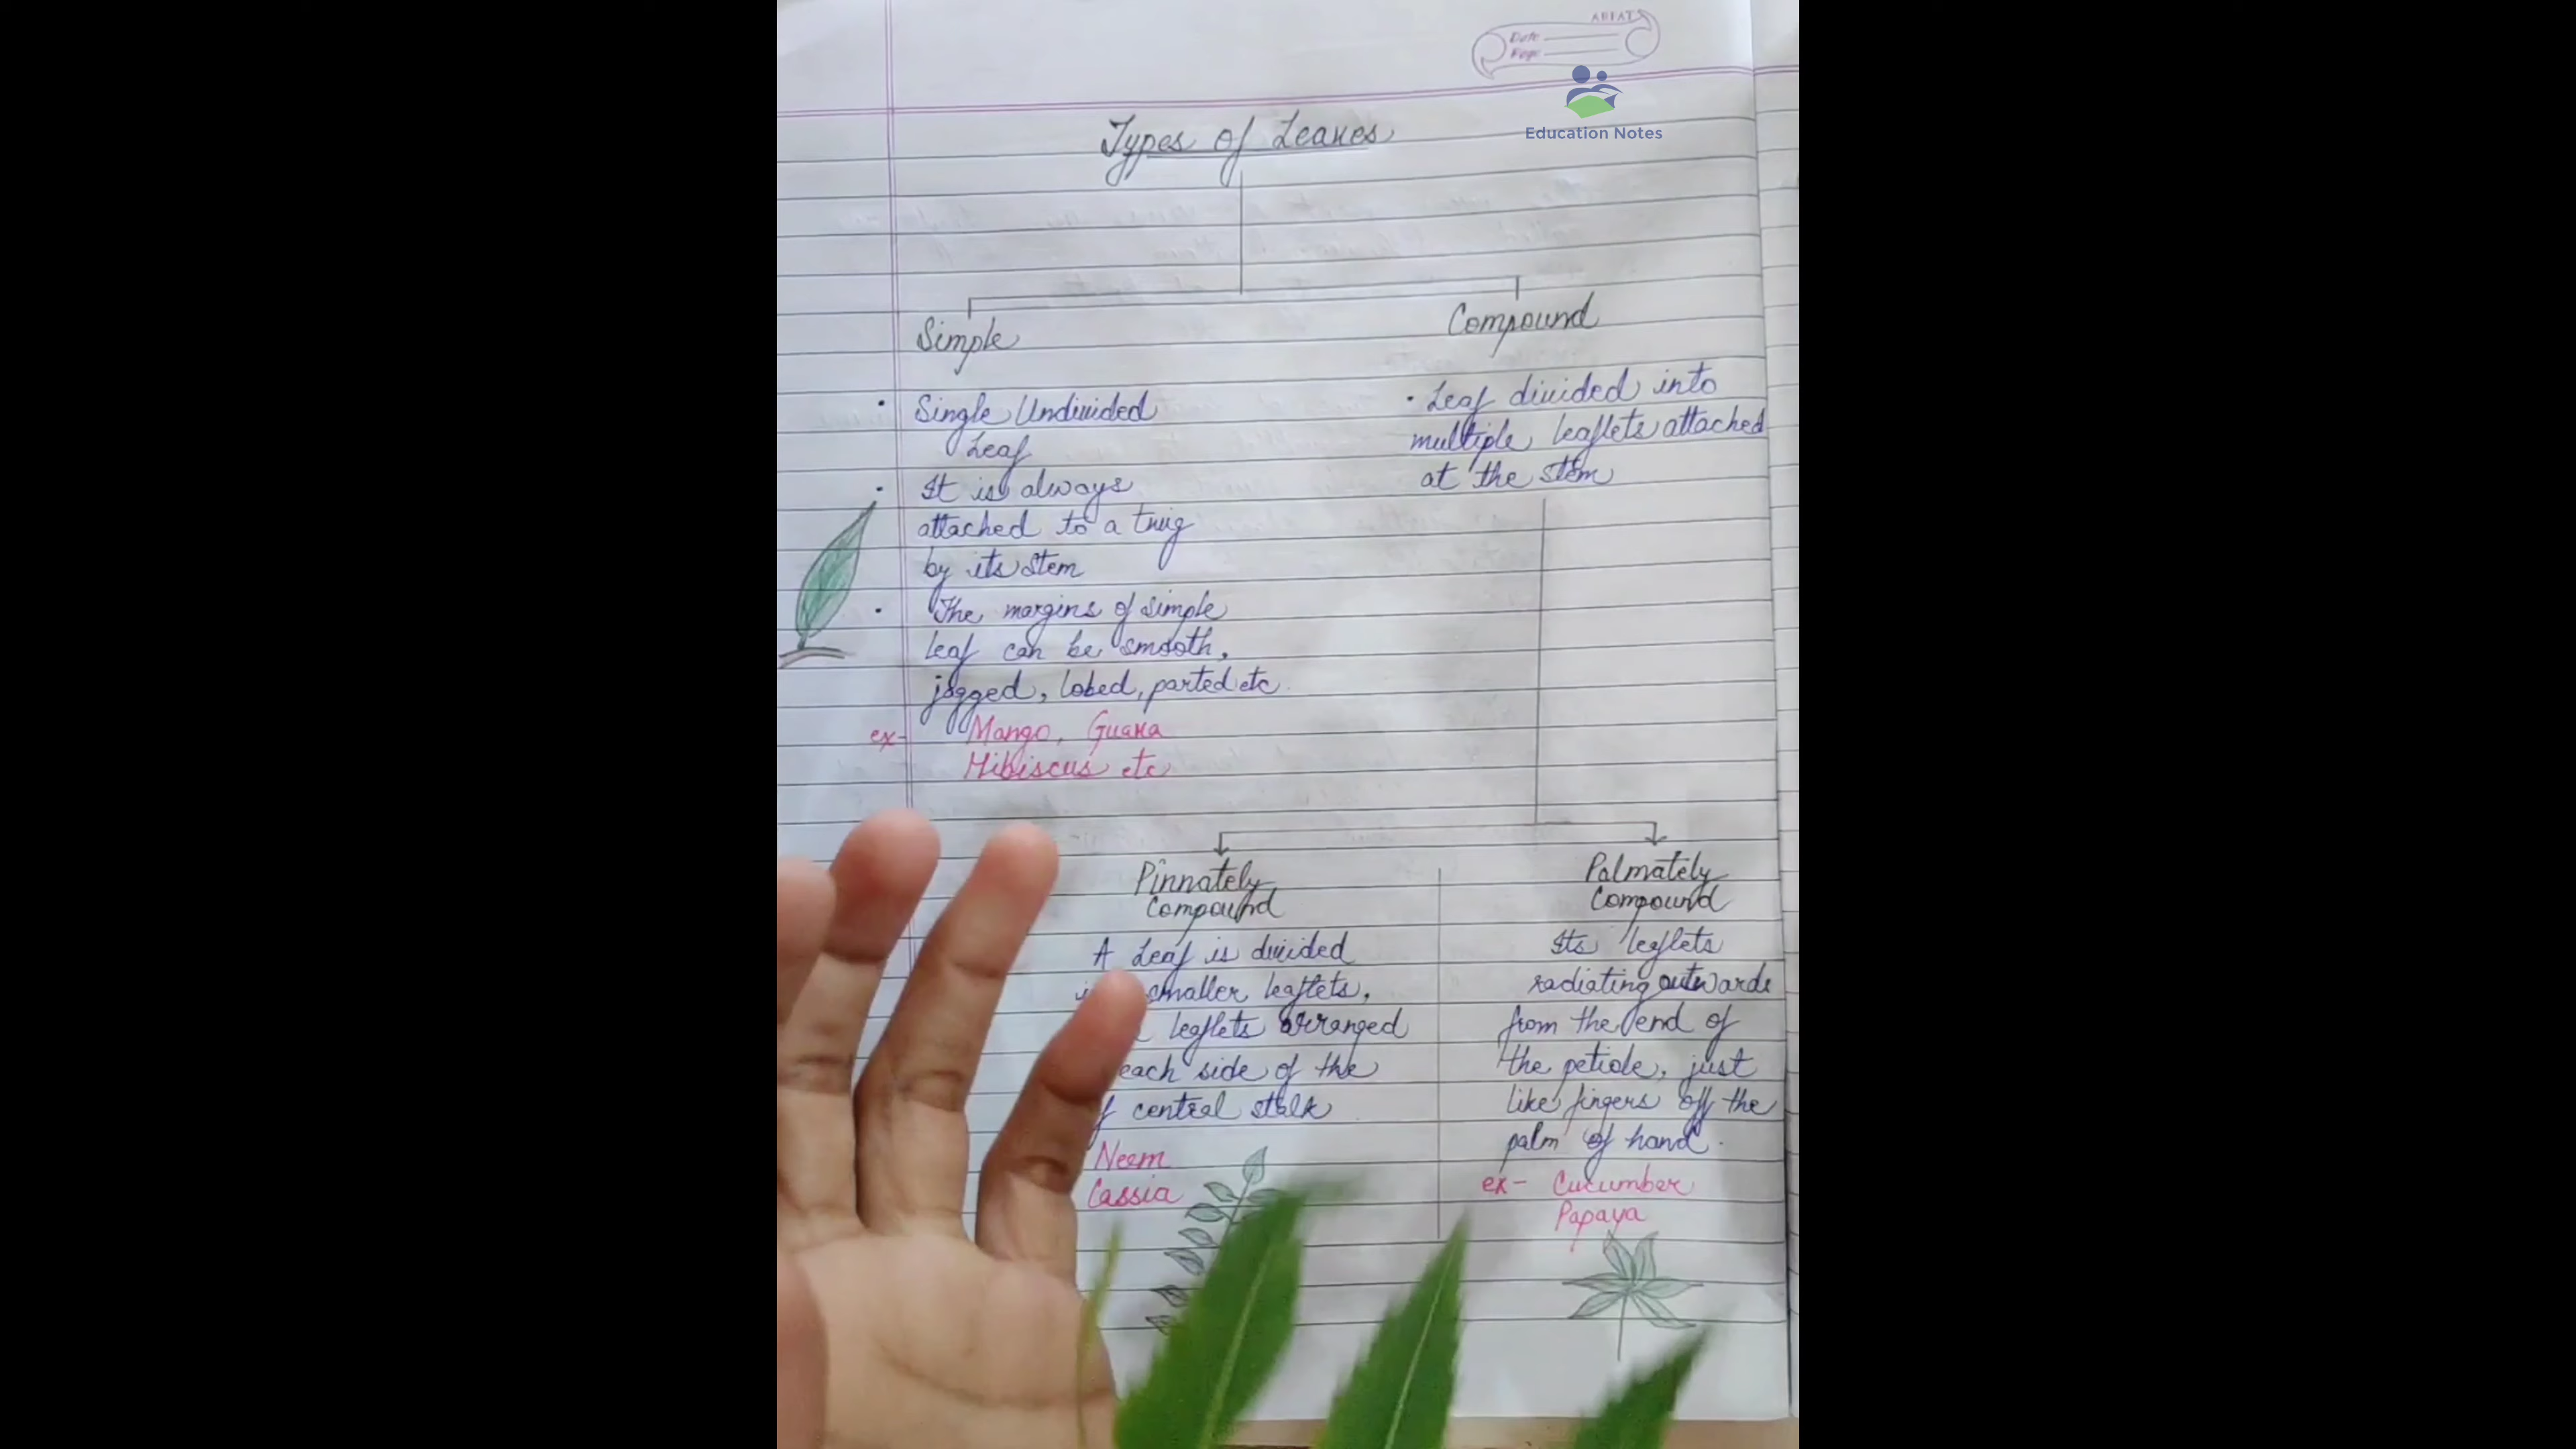 ARFAT
Date
Page
Education Notes
Types of Leaves
Simple
Compound
• Single Undivided
Leaf
• It is always
attached to a twig
by its stem
• The margins of simple
leaf can be smooth,
jagged, lobed, parted etc.
ex- Mango, Guava
Hibiscus etc
• Leaf divided into
multiple leaflets attached
at the stem
Pinnately
Compound
A Leaf is divided
smaller leaflets,
leaflets arranged
each side of the
central stalk
Neem
Cassia
Palmately
Compound
Its leaflets
radiating outwards
from the end of
the petiole, just
like fingers off the
palm of hand.
ex- Cucumber
Papaya